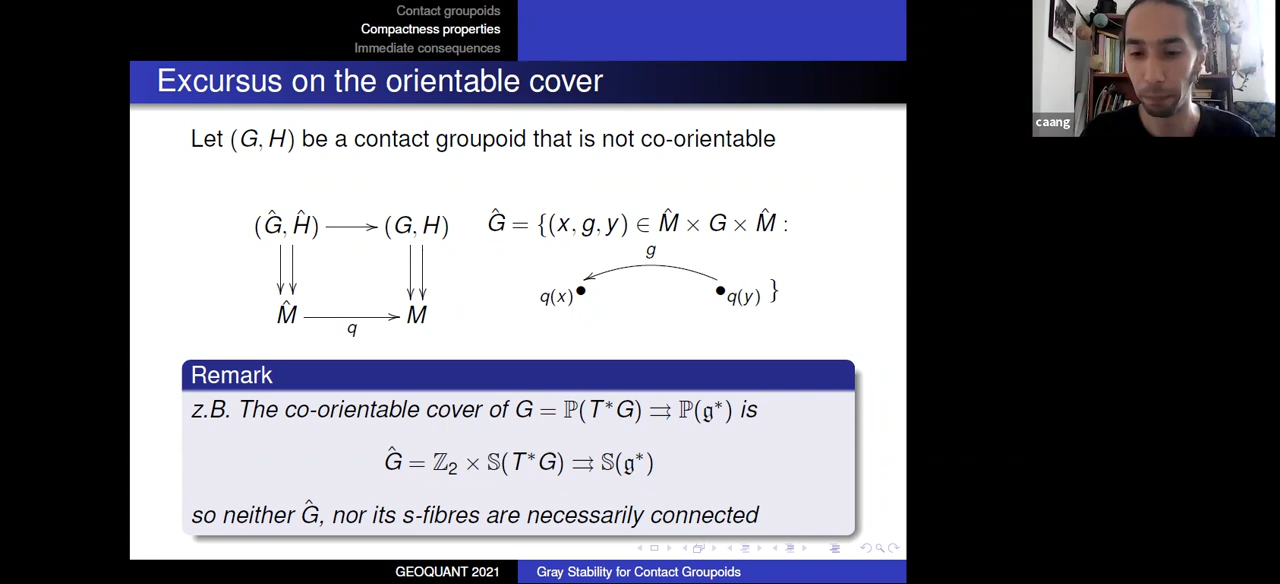 Contact groupoids
Compactness properties
Immediate consequences
Excursus on the orientable cover
Let (G, H) be a contact groupoid that is not co-orientable
(Ĝ, Ĥ) ⟶ (G, H)
Ĝ = {(x, g, y) ∈ M̂ × G × M̂ :
g
q(x) • • q(y) }
M̂ ⟶ M
q
Remark
z.B. The co-orientable cover of G = ℙ(T*G) ⇉ ℙ(𝔤*) is
Ĝ = ℤ₂ × 𝕊(T*G) ⇉ 𝕊(𝔤*)
so neither Ĝ, nor its s-fibres are necessarily connected
GEOQUANT 2021
Gray Stability for Contact Groupoids
caang